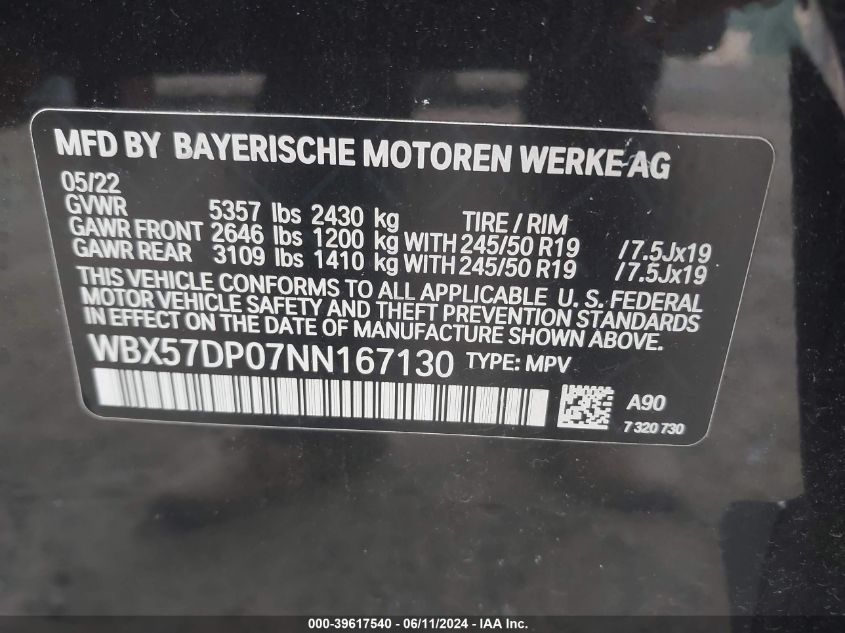 MFD BY BAYERISCHE MOTOREN WERKE AG
05/22
GVWR 5357 lbs 2430 kg TIRE / RIM
GAWR FRONT 2646 lbs 1200 kg WITH 245/50 R19 /7.5Jx19
GAWR REAR 3109 lbs 1410 kg WITH 245/50 R19 /7.5Jx19
THIS VEHICLE CONFORMS TO ALL APPLICABLE U. S. FEDERAL
MOTOR VEHICLE SAFETY AND THEFT PREVENTION STANDARDS
IN EFFECT ON THE DATE OF MANUFACTURE SHOWN ABOVE.
WBX57DP07NN167130 TYPE: MPV
A90
7 320 730
000-39617540 - 06/11/2024 - IIAI Inc.